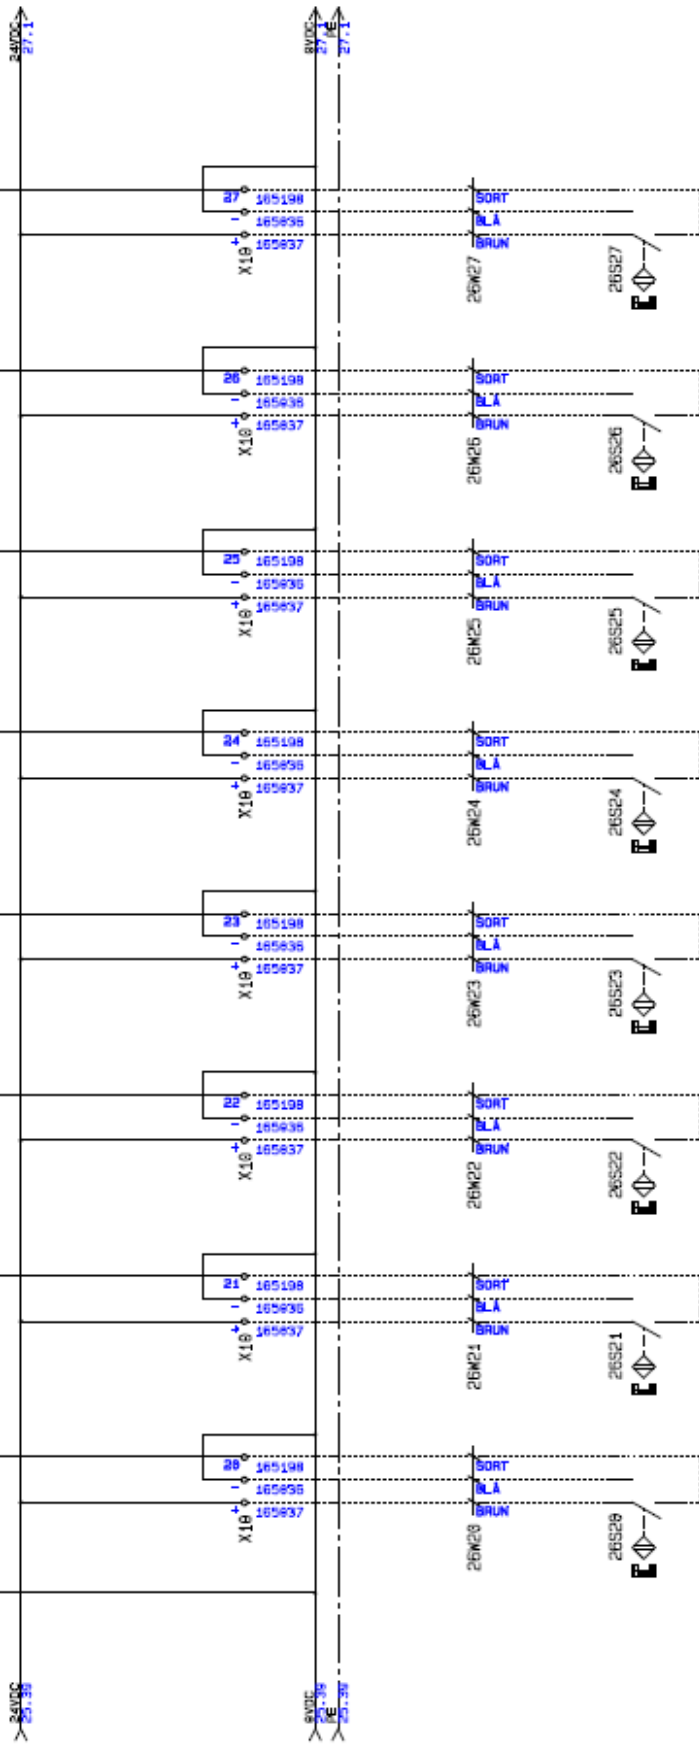 24VDC
27.1
0VDC
27.1
PE
27.1
27
165198
SORT
-
165036
BLÅ
+
165037
BRUN
X10
26W27
26S27
26
165198
SORT
-
165036
BLÅ
+
165037
BRUN
X10
26W26
26S26
25
165198
SORT
-
165036
BLÅ
+
165037
BRUN
X10
26W25
26S25
24
165198
SORT
-
165036
BLÅ
+
165037
BRUN
X10
26W24
26S24
23
165198
SORT
-
165036
BLÅ
+
165037
BRUN
X10
26W23
26S23
22
165198
SORT
-
165036
BLÅ
+
165037
BRUN
X10
26W22
26S22
21
165198
SORT
-
165036
BLÅ
+
165037
BRUN
X10
26W21
26S21
20
165198
SORT
-
165036
BLÅ
+
165037
BRUN
X10
26W20
26S20
24VDC
25.39
0VDC
25.39
PE
25.39